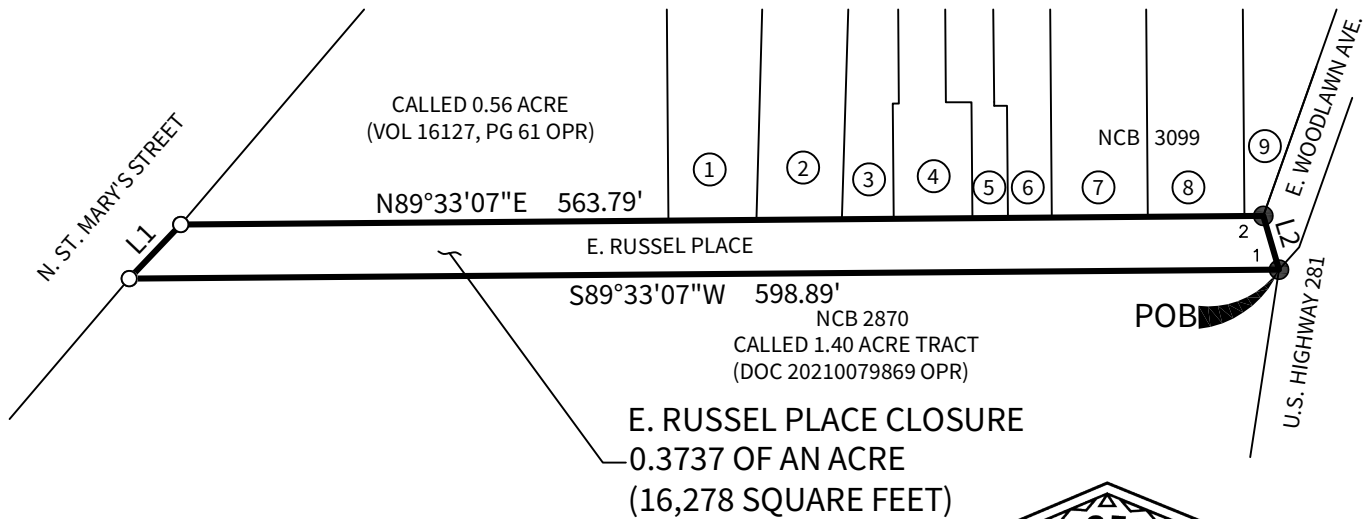 CALLED 0.56 ACRE
(VOL 16127, PG 61 OPR)
N. ST. MARY'S STREET
L1
N89°33'07"E 563.79'
1
2
3
4
5
6
7
8
9
NCB 3099
E. WOODLAWN AVE.
E. RUSSEL PLACE
2
L2
1
S89°33'07"W 598.89'
POB
U.S. HIGHWAY 281
NCB 2870
CALLED 1.40 ACRE TRACT
(DOC 20210079869 OPR)
E. RUSSEL PLACE CLOSURE
0.3737 OF AN ACRE
(16,278 SQUARE FEET)